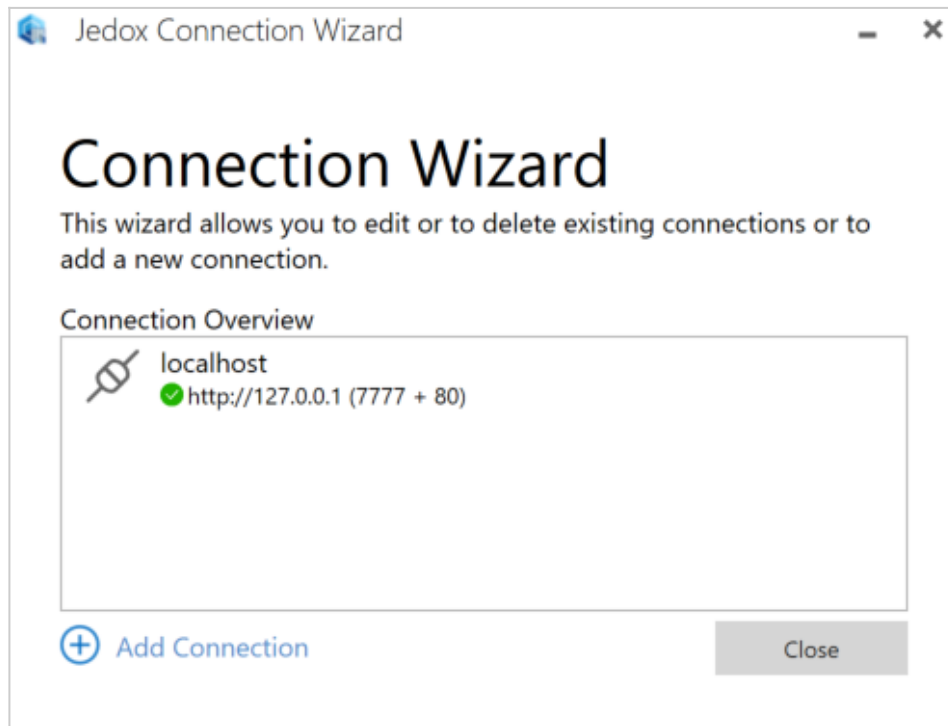 Jedox Connection Wizard
Connection Wizard
This wizard allows you to edit or to delete existing connections or to
add a new connection.
Connection Overview
localhost
http://127.0.0.1 (7777 + 80)
Add Connection
Close